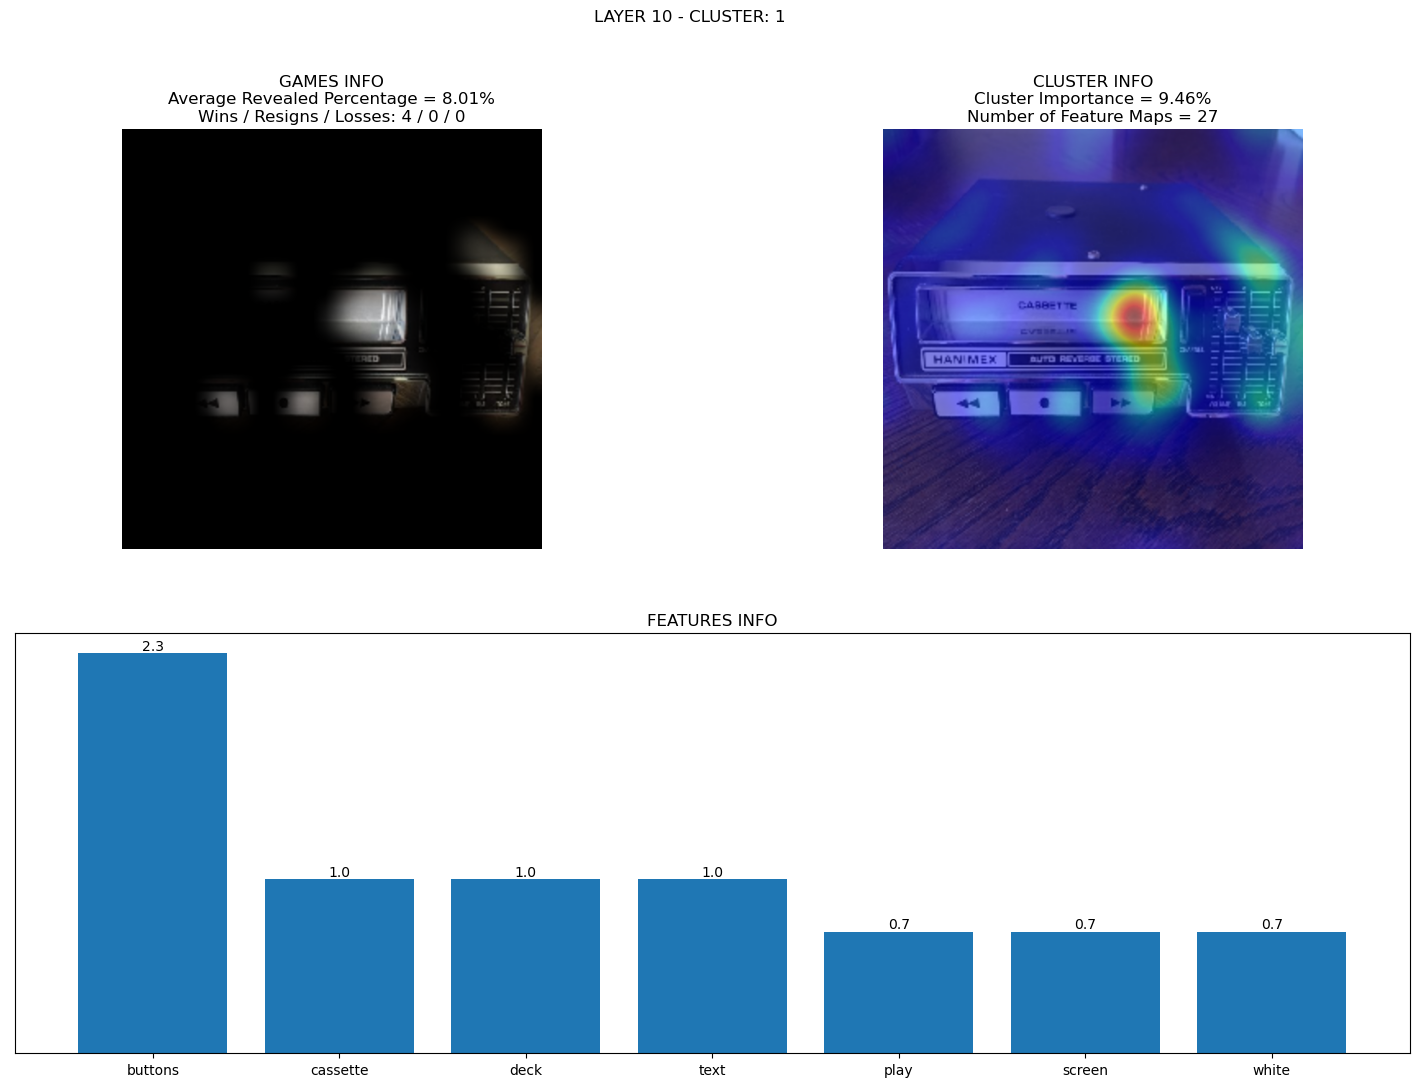 LAYER 10 - CLUSTER: 1
GAMES INFO
Average Revealed Percentage = 8.01%
Wins / Resigns / Losses: 4 / 0 / 0
CLUSTER INFO
Cluster Importance = 9.46%
Number of Feature Maps = 27
STEREO
CASSETTE
HANIMEX
AUTO REVERSE STEREO
FEATURES INFO
2.3
1.0
1.0
1.0
0.7
0.7
0.7
buttons
cassette
deck
text
play
screen
white